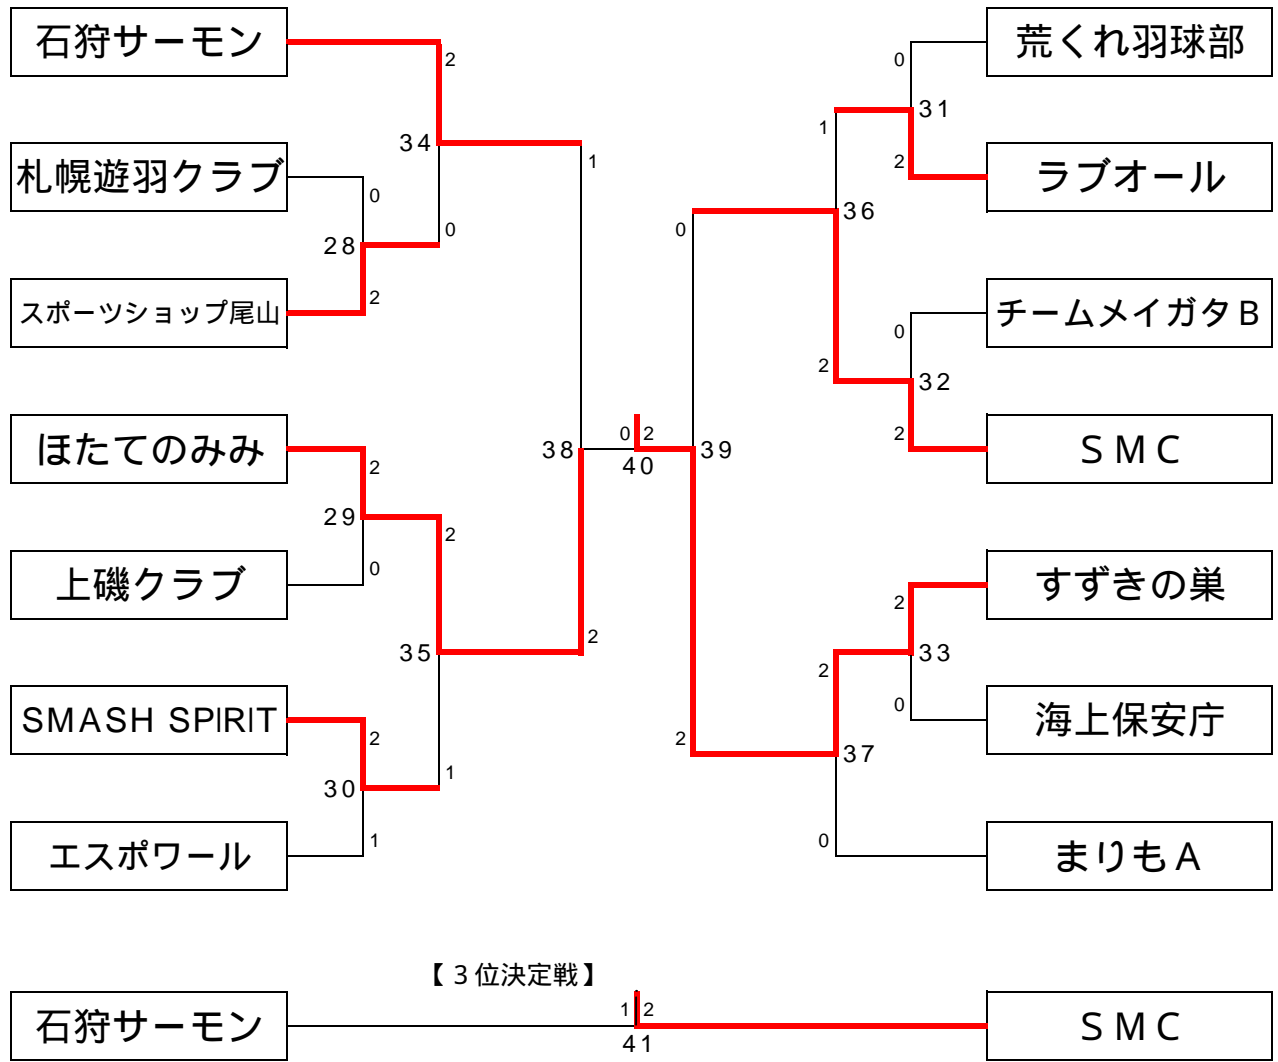 石狩サーモン
2
34
1
札幌遊羽クラブ
0
28
0
2
スポーツショップ尾山
ほたてのみみ
2
29
2
0
上磯クラブ
38
0 2
40
35
2
SMASH SPIRIT
2
30
1
1
エスポワール
荒くれ羽球部
0
31
1
2
ラブオール
36
0
チームメイガタB
0
2
32
2
SMC
39
すずきの巣
2
33
2
0
海上保安庁
2
37
0
まりもA
【3位決定戦】
石狩サーモン
1 2
41
SMC